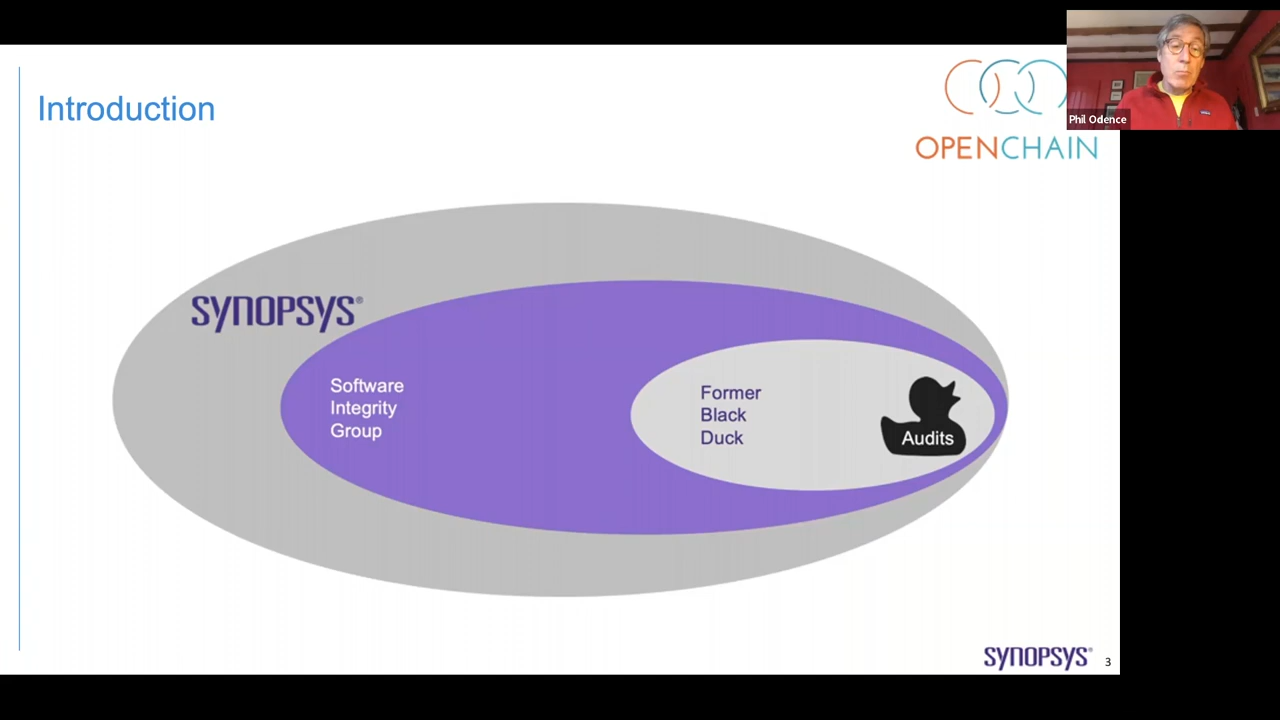 Introduction
OPENCHAIN
Phil Odence
SYNOPSYS®
Software
Integrity
Group
Former
Black
Duck
Audits
SYNOPSYS®
3